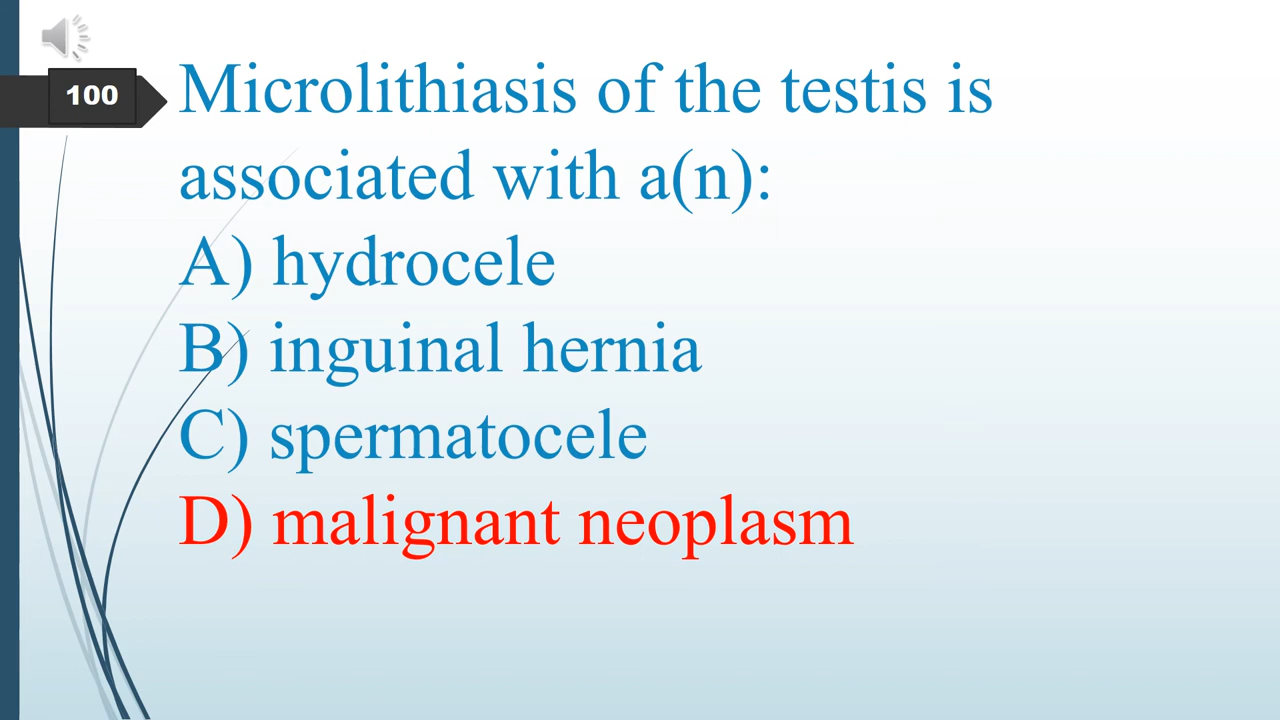 100
Microlithiasis of the testis is
associated with a(n):
A) hydrocele
B) inguinal hernia
C) spermatocele
D) malignant neoplasm